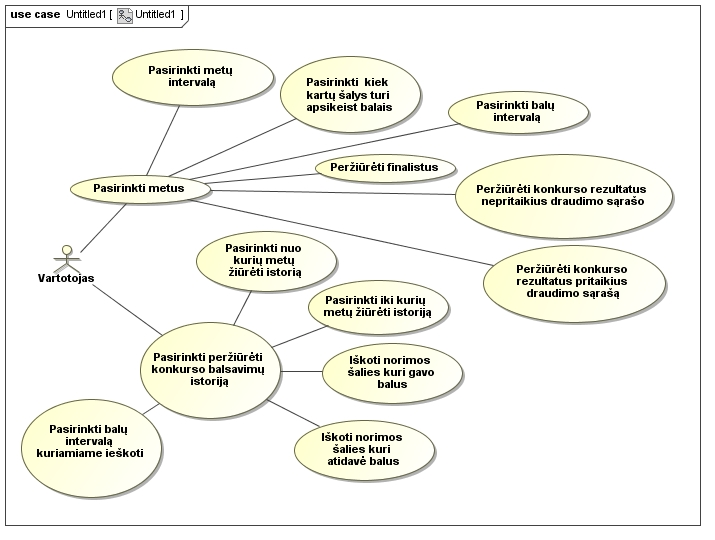 use case Untitled1 [ Untitled1 ]
Pasirinkti metų
intervalą
Pasirinkti kiek
kartų šalys turi
apsikeist balais
Pasirinkti balų
intervalą
Peržiūrėti finalistus
Pasirinkti metus
Peržiūrėti konkurso rezultatus
nepritaikius draudimo sąrašo
Peržiūrėti konkurso
rezultatus pritaikius
draudimo sąrašą
Vartotojas
Pasirinkti nuo
kurių metų
žiūrėti istorią
Pasirinkti iki kurių
metų žiūrėti istoriją
Pasirinkti peržiūrėti
konkurso balsavimų
istoriją
Iškoti norimos
šalies kuri gavo
balus
Pasirinkti balų
intervalą
kuriamiame ieškoti
Iškoti norimos
šalies kuri
atidavė balus